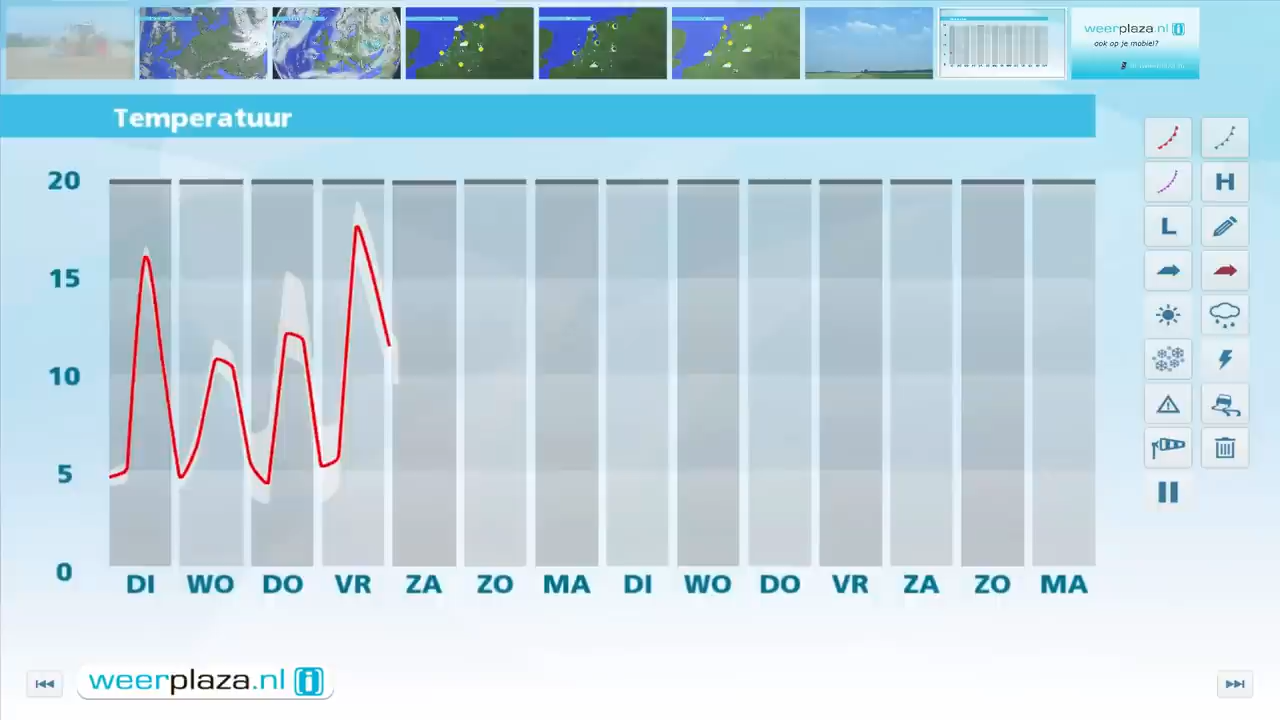 weerplaza.nl
ook op je mobiel?
Temperatuur
20
15
10
5
0
H
L
DI WO DO VR ZA ZO MA DI WO DO VR ZA ZO MA
weerplaza.nl